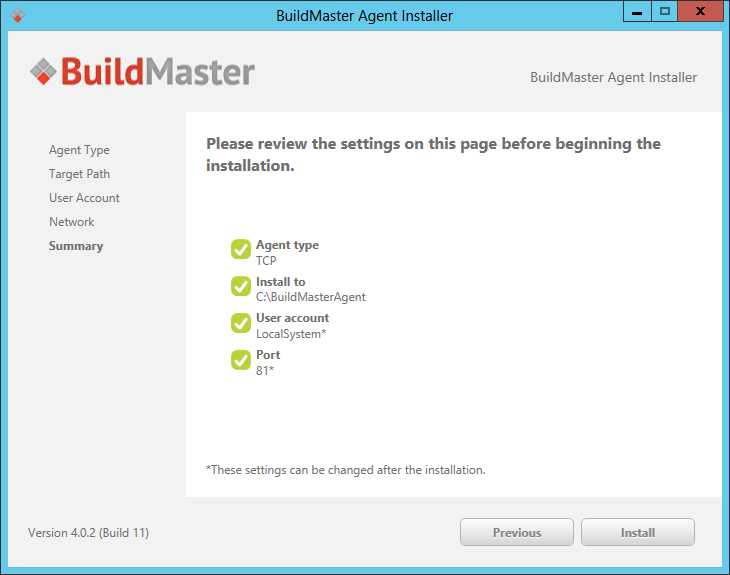 BuildMaster Agent Installer
BuildMaster
BuildMaster Agent Installer
Agent Type
Target Path
User Account
Network
Summary
Please review the settings on this page before beginning the
installation.
Agent type
TCP
Install to
C:\BuildMasterAgent
User account
LocalSystem*
Port
81*
*These settings can be changed after the installation.
Version 4.0.2 (Build 11)
Previous
Install